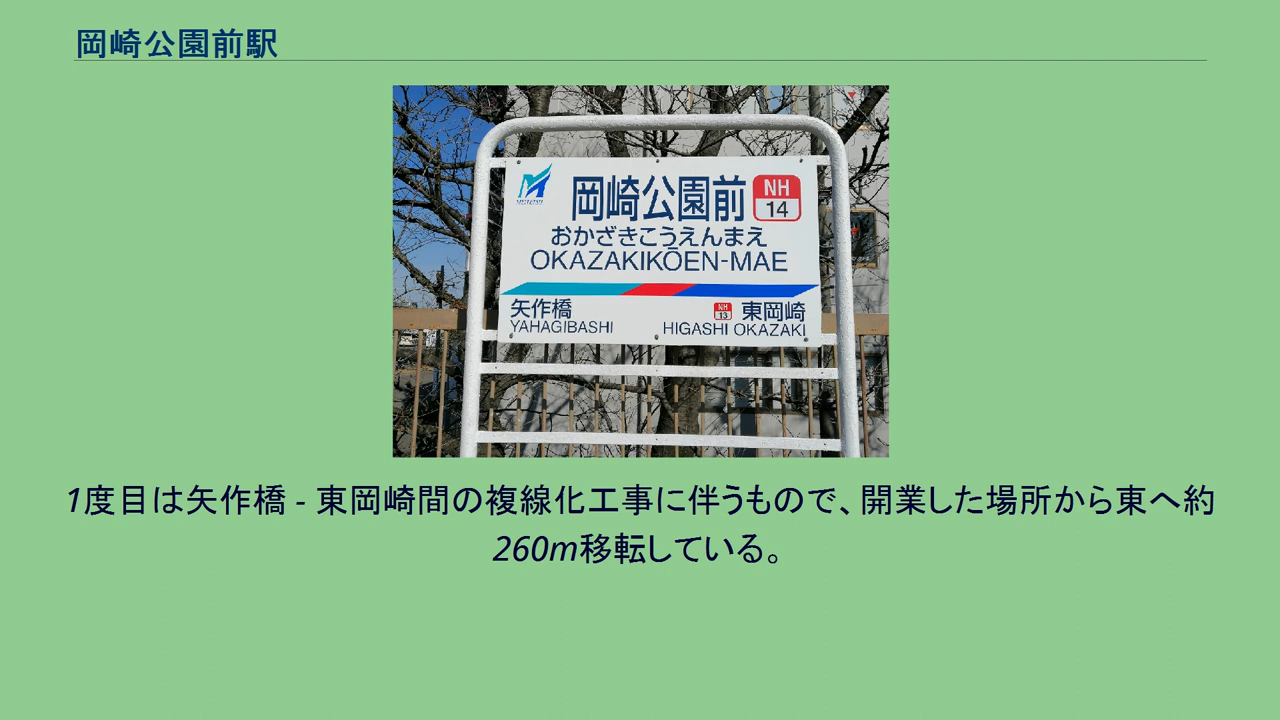 岡崎公園前駅
岡崎公園前
NH
14
おかざきこうえんまえ
OKAZAKIKŌEN-MAE
矢作橋
NH
13
東岡崎
YAHAGIBASHI
HIGASHI OKAZAKI
1度目は矢作橋 - 東岡崎間の複線化工事に伴うもので、開業した場所から東へ約
260m移転している。